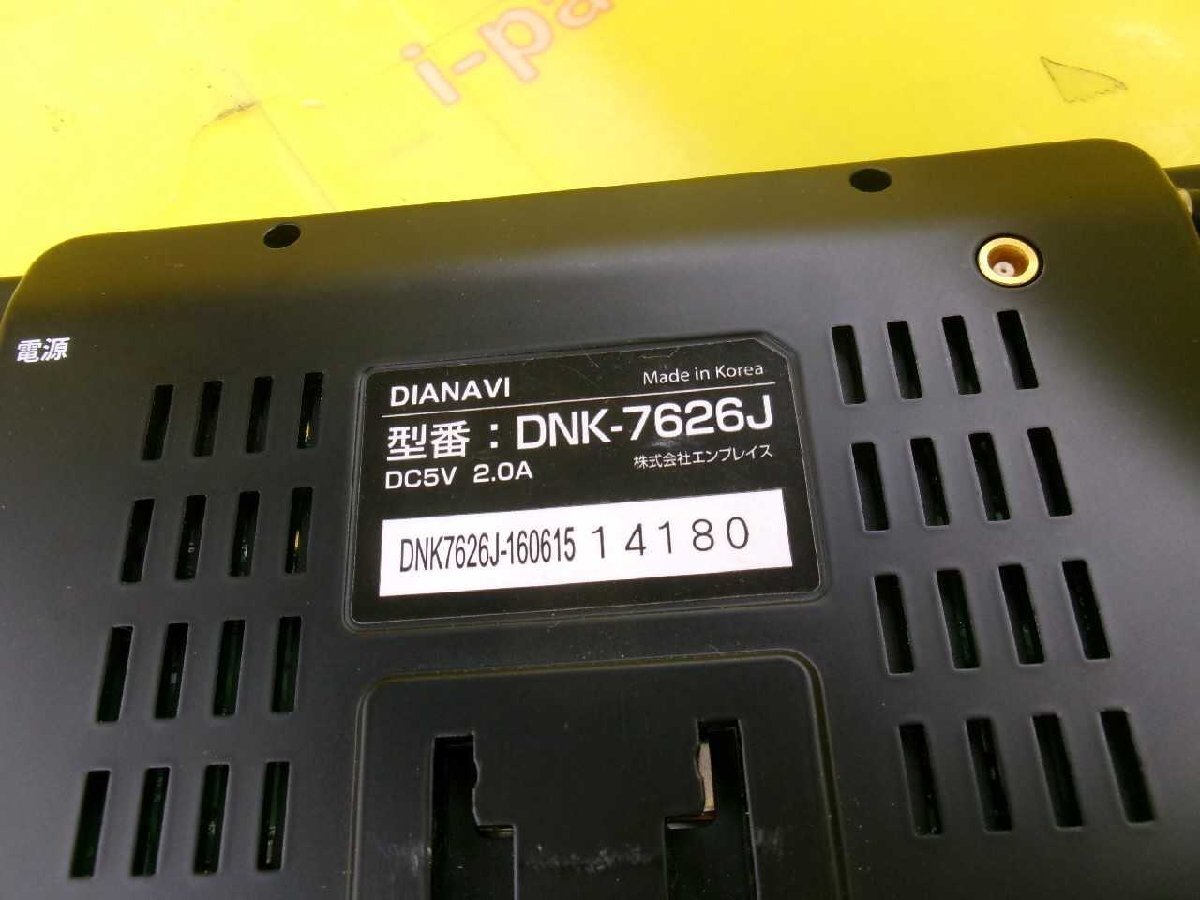 i-pa
電源
DIANAVI
Made in Korea
型番：DNK-7626J
DC5V 2.0A
株式会社エンプレイス
DNK7626J-160615 14180